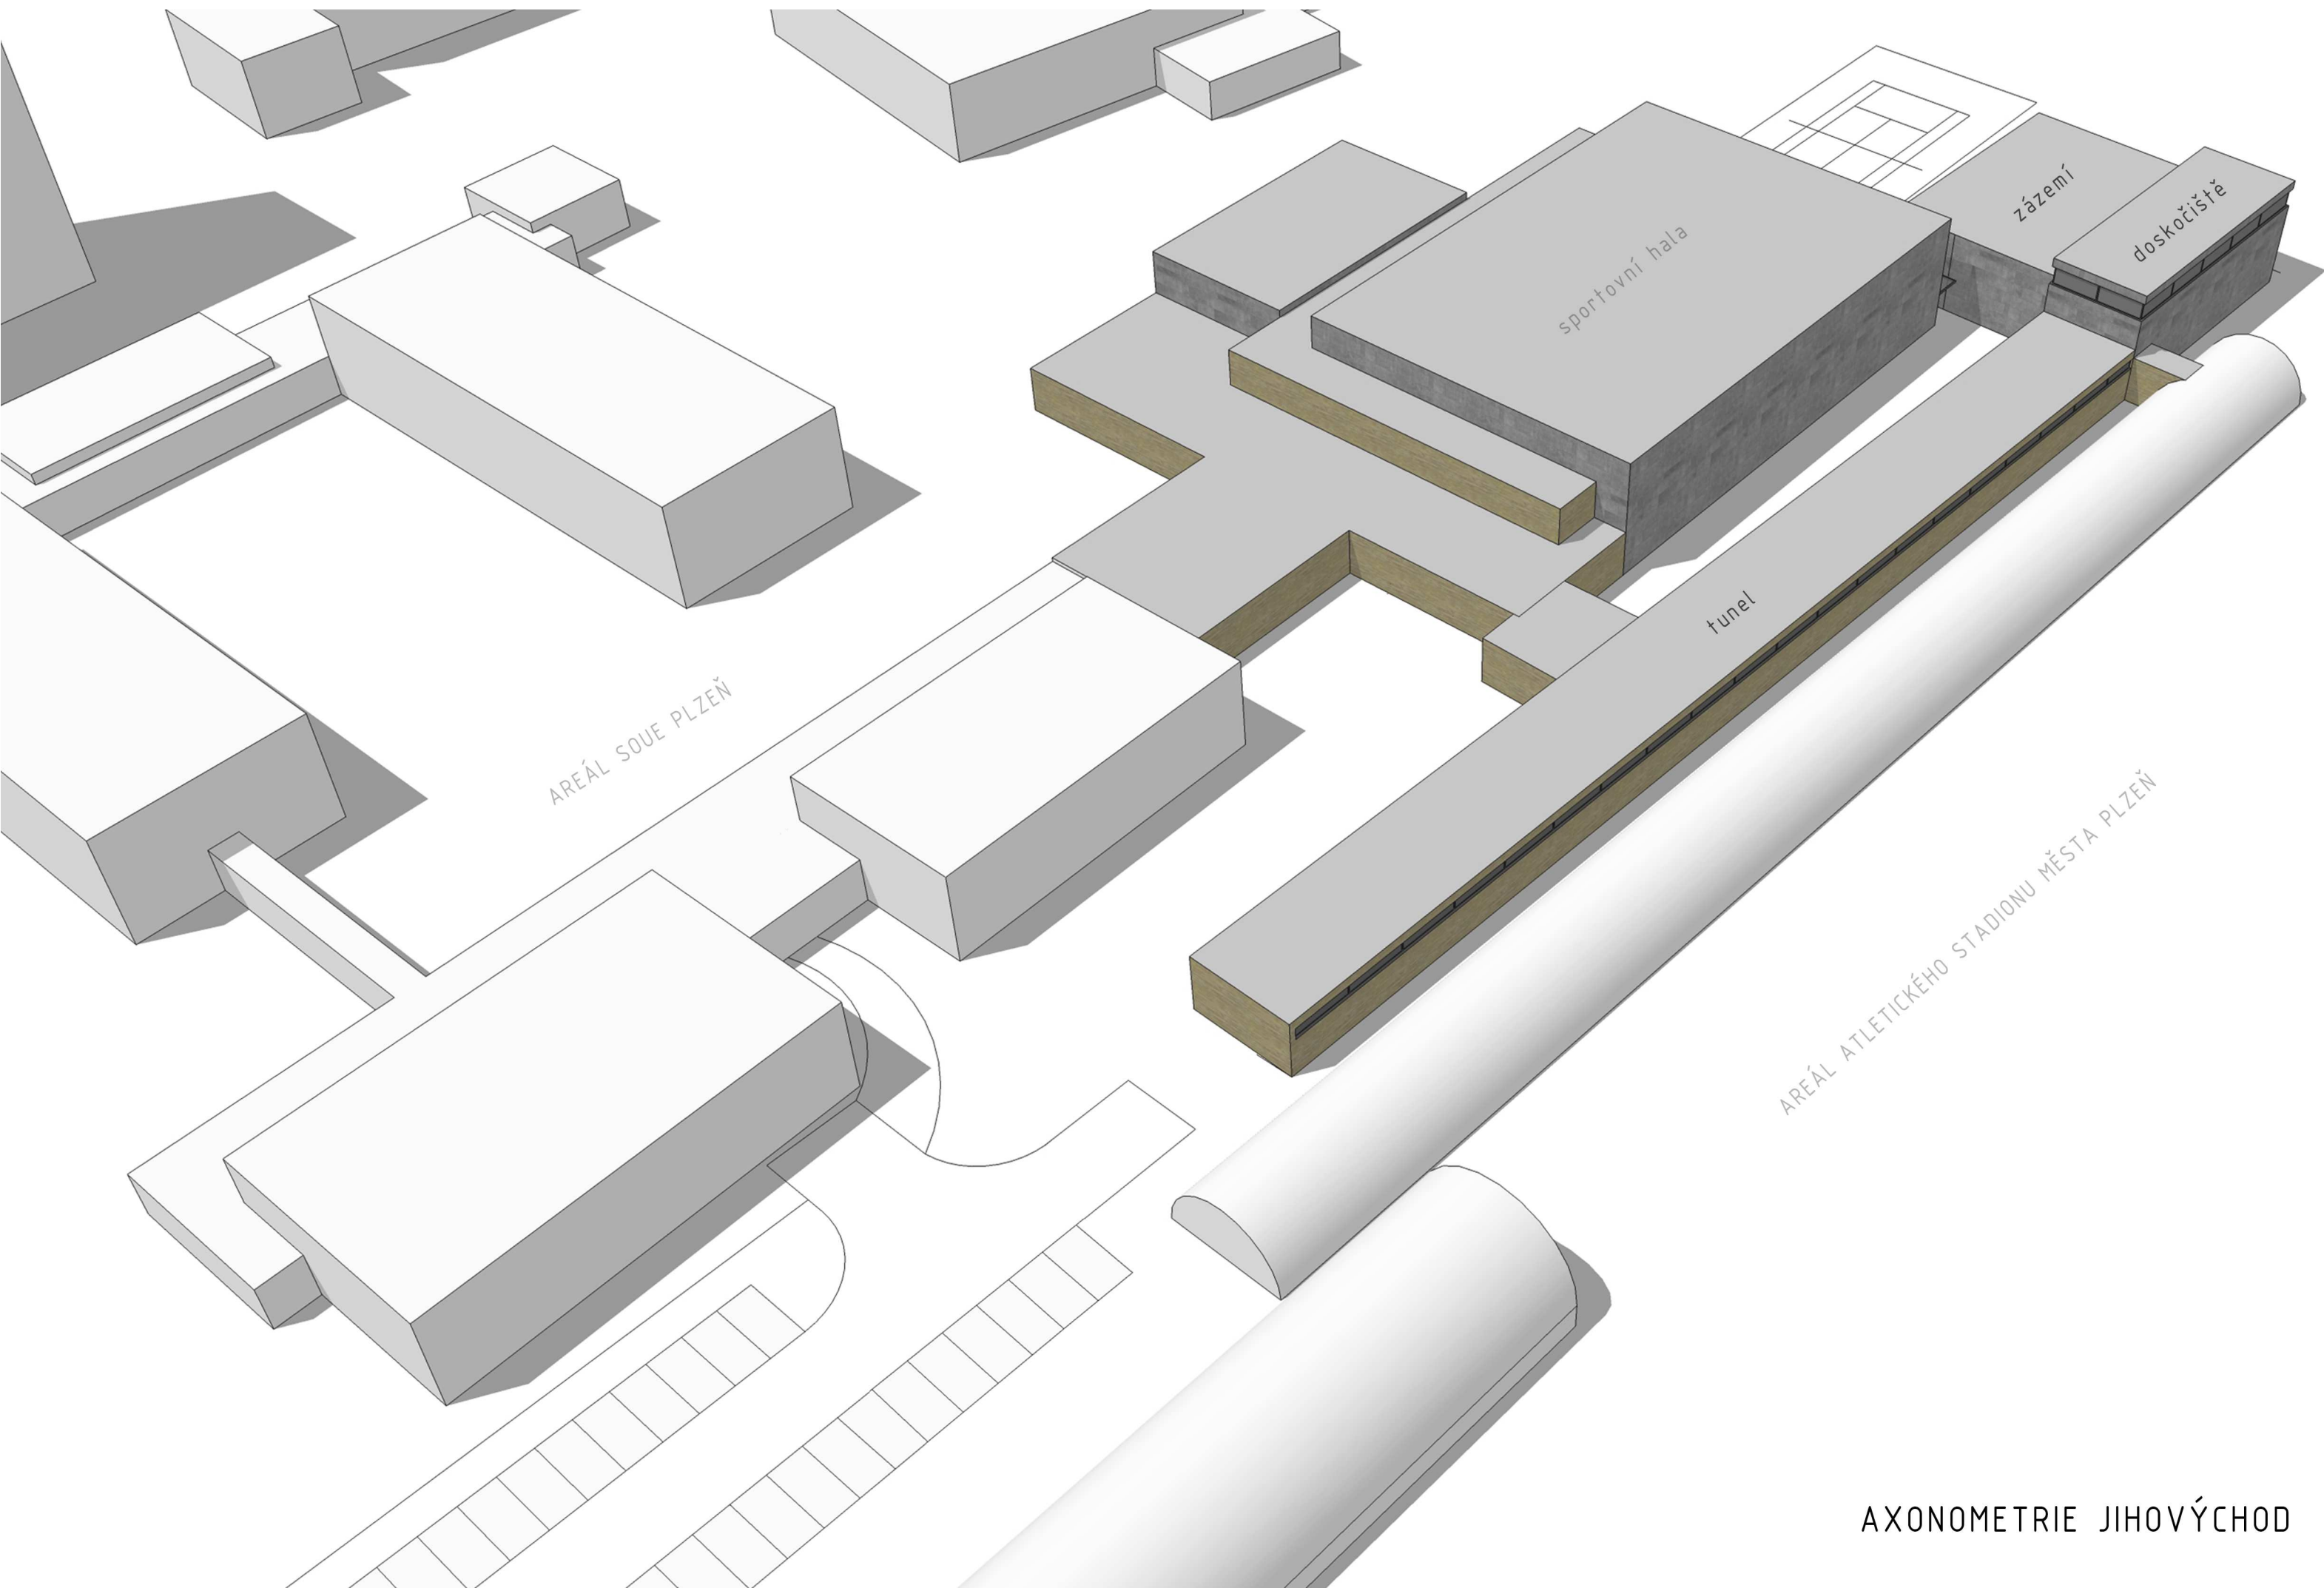 zázemí
doskočiště
sportovní hala
tunel
AREÁL SOUE PLZEŇ
AREÁL ATLETICKÉHO STADIONU MĚSTA PLZEŇ
AXONOMETRIE JIHOVÝCHOD